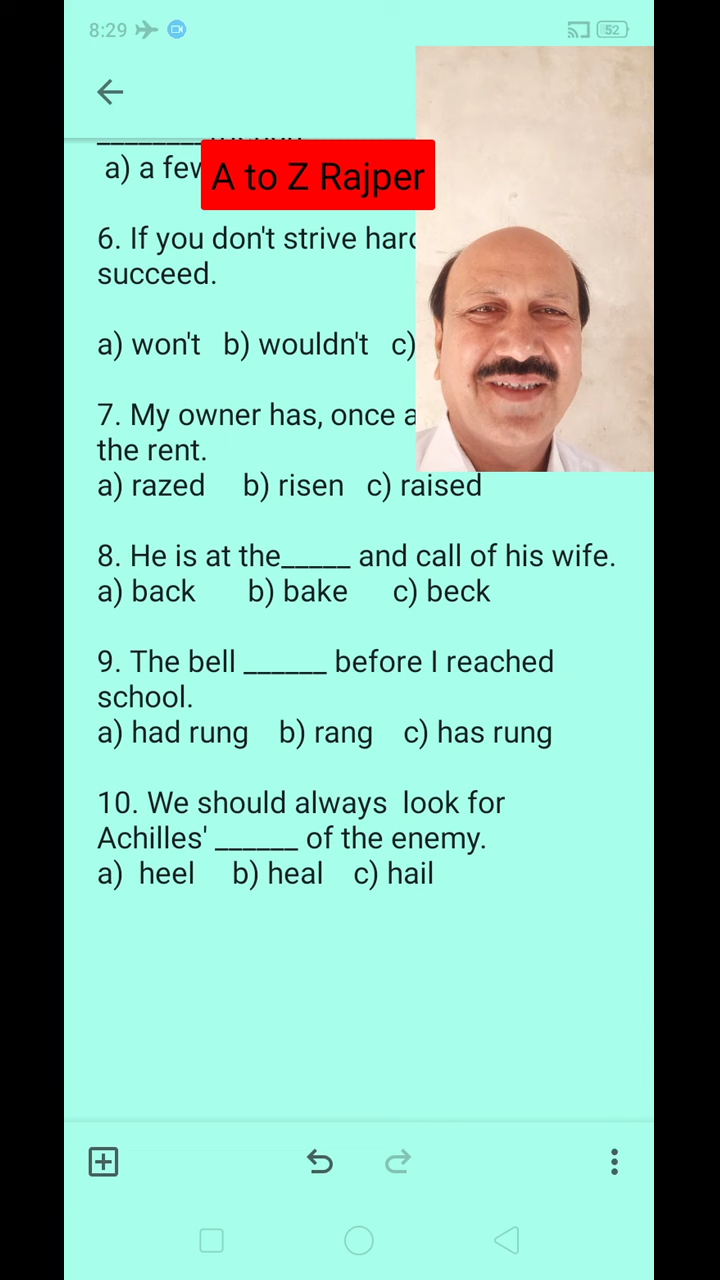 8:29
52
a) a few
A to Z Rajper
6. If you don't strive hard
succeed.
a) won't b) wouldn't c)
7. My owner has, once a
the rent.
a) razed b) risen c) raised
8. He is at the_____ and call of his wife.
a) back b) bake c) beck
9. The bell ______ before I reached
school.
a) had rung b) rang c) has rung
10. We should always look for
Achilles' ______ of the enemy.
a) heel b) heal c) hail